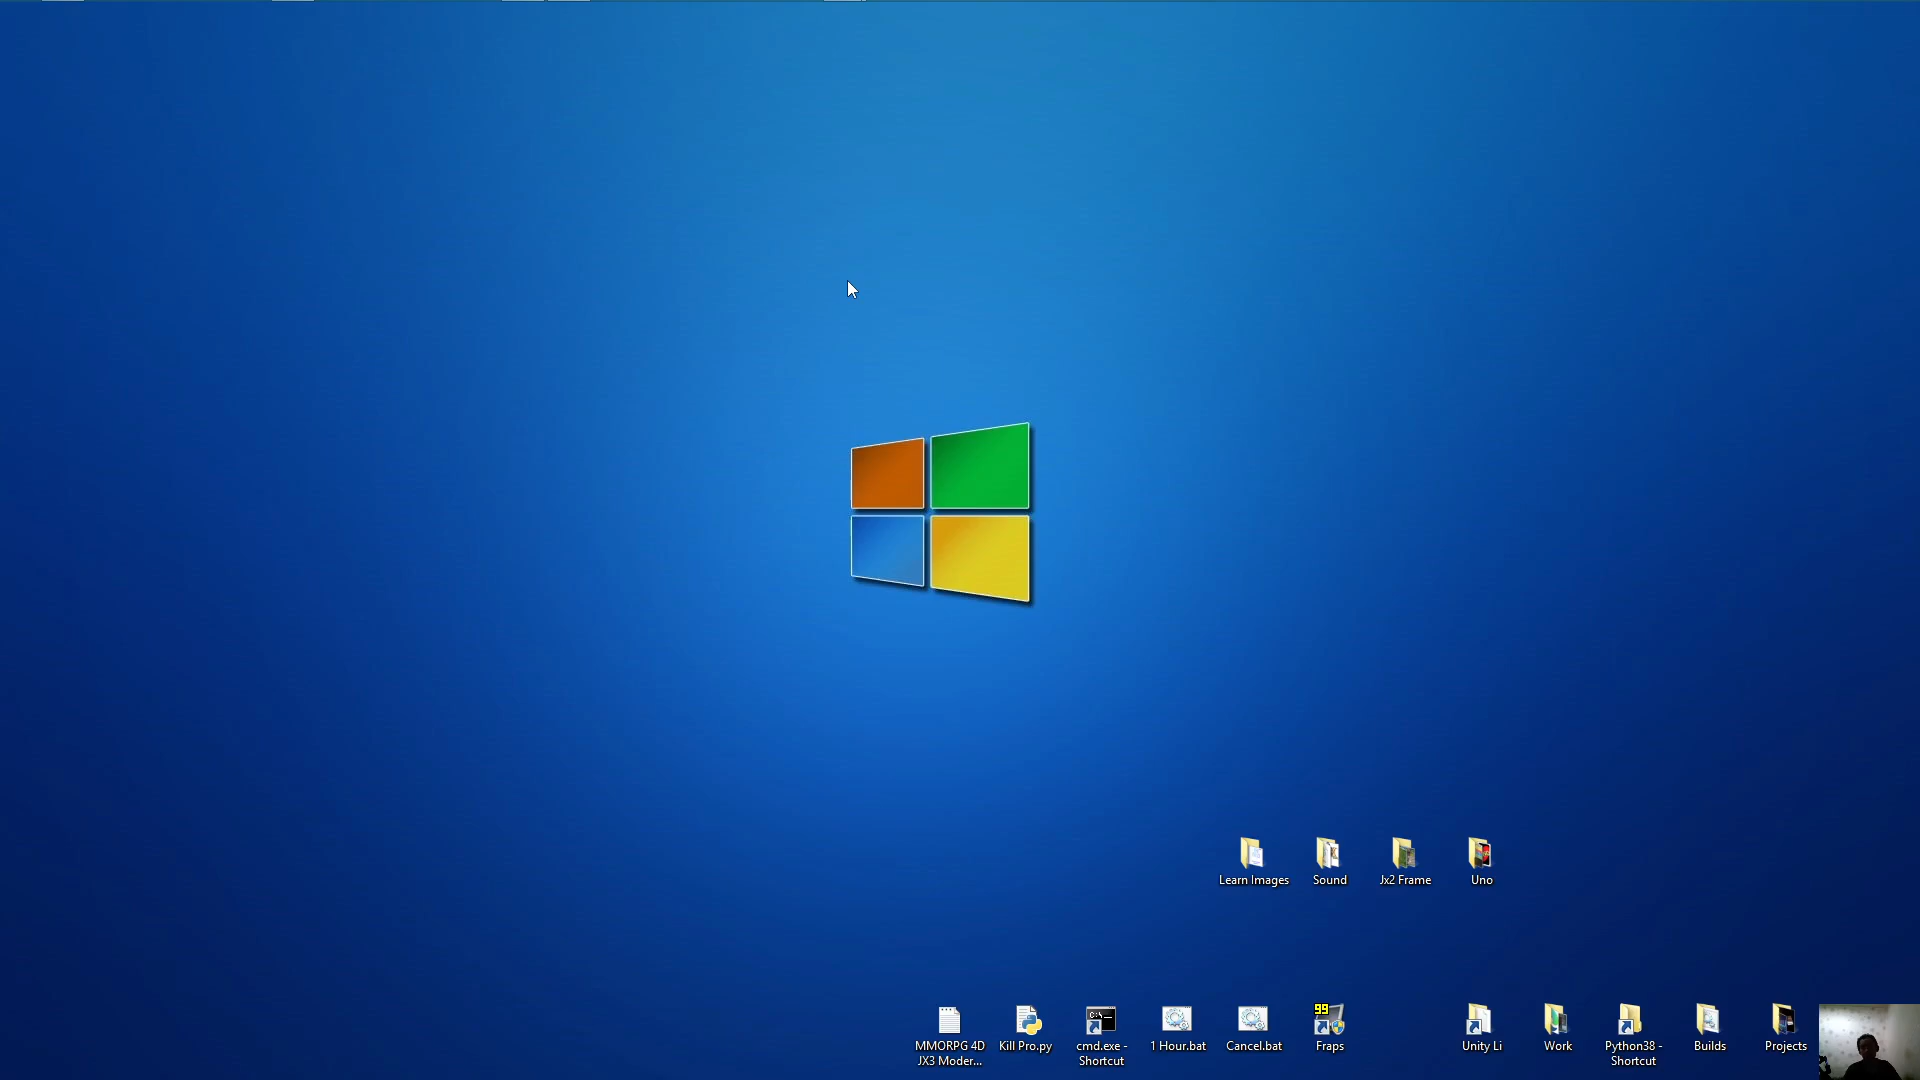 Learn Images
Sound
Jx2 Frame
Uno
MMORPG 4D
JX3 Moder...
Kill Pro.py
cmd.exe -
Shortcut
1 Hour.bat
Cancel.bat
99
Fraps
Unity Li
Work
Python38 -
Shortcut
Builds
Projects